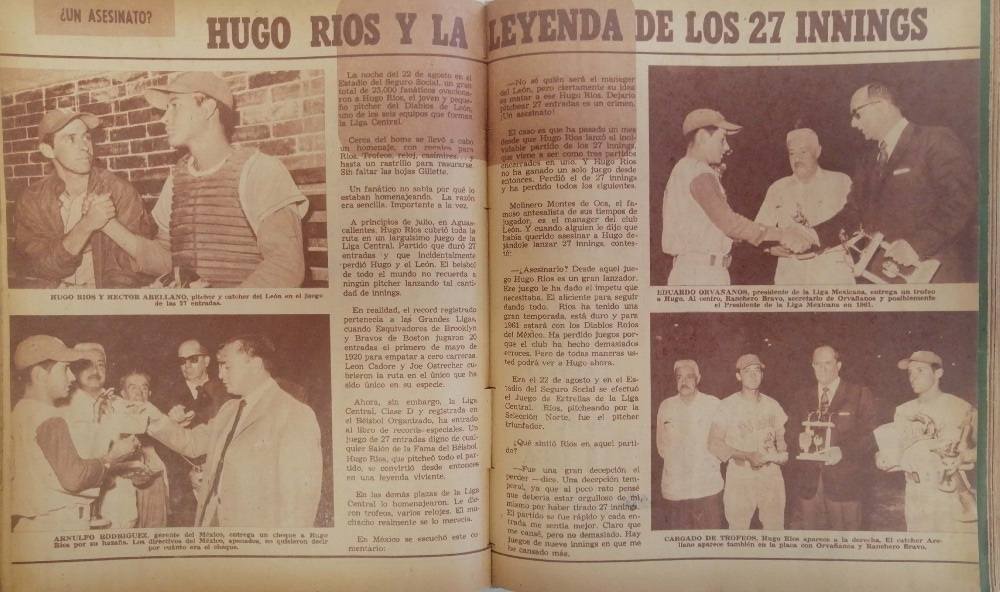 ¿UN ASESINATO?
HUGO RIOS Y LA LEYENDA DE LOS 27 INNINGS
HUGO RIOS Y HECTOR ARELLANO, pitcher y catcher del León en el juego
de las 27 entradas.
ARNULFO RODRIGUEZ, gerente del México, entrega un cheque a Hugo
Rios por su hazaña. Los directivos del México, apenados, no quisieron decir
por cuánto era el cheque.
La noche del 22 de agosto en el
Estadio del Seguro Social, un gran
total de 23,000 fanáticos ovaciona-
ron a Hugo Rios, el joven y peque-
ño pitcher del Diablos de León,
uno de los seis equipos que forman
la Liga Central.
Cerca del home se llevó a cabo
un homenaje, con regalos para
Rios. Trofeos, reloj, casimires... y
hasta un rastrillo para rasurarse.
Sin faltar las hojas Gillette.
Un fanático no sabía por qué lo
estaban homenajeando. La razón
era sencilla. Importante a la vez.
A principios de julio, en Aguas-
calientes, Hugo Rios cubrió toda la
ruta en un larguísimo juego de la
Liga Central. Partido que duró 27
entradas y que incidentalmente
perdió Hugo y el León. El beisbol
de todo el mundo no recuerda a
ningún pitcher lanzando tal canti-
dad de innings.
En realidad, el record registrado
pertenecía a las Grandes Ligas,
cuando Esquivadores de Brooklyn
y Bravos de Boston jugaron 20
entradas el primero de mayo de
1920 para empatar a cero carreras.
Leon Cadore y Joe Ostrecher cu-
brieron la ruta en el único que ha
sido único en su especie.
Ahora, sin embargo, la Liga
Central, Clase D y registrada en
el Béisbol Organizado, ha entrado
al libro de records especiales. Un
juego de 27 entradas digno de cual-
quier Salón de la Fama del Béisbol.
Hugo Rios, que pitcheó todo el par-
tido, se convirtió desde entonces
en una leyenda viviente.
En las demás plazas de la Liga
Central lo homenajearon. Le die-
ron trofeos, varios relojes. El mu-
chacho realmente se lo merecía.
En México se escuchó este co-
mentario:
—No sé quién será el manager
del León, pero ciertamente su idea
es matar a ese Hugo Rios. Dejarlo
pitchear 27 entradas es un crimen.
¡Un asesinato!
El caso es que ha pasado un mes
desde que Hugo Rios lanzó el inol-
vidable partido de los 27 innings,
que viene a ser como tres partidos
encerrados en uno. Y Hugo Rios
no ha ganado un solo juego desde
entonces. Perdió el de 27 innings
y ha perdido todos los siguientes.
Molinero Montes de Oca, el fa-
moso antesalista de sus tiempos de
jugador, es el manager del club
León. Y cuando alguien le dijo que
había querido asesinar a Hugo de-
jándole lanzar 27 innings, contes-
tó:
—¿Asesinarlo? Desde aquel jue-
go Hugo Rios es un gran lanzador.
Ese juego le ha dado el ímpetu que
necesitaba. El aliciente para seguir
dando todo. Rios ha tenido una
gran temporada, está duro y para
1961 estará con los Diablos Rojos
del México. Ha perdido juegos por-
que el club ha hecho demasiados
errores. Pero de todas maneras us-
ted podrá ver a Hugo ahora.
Era el 22 de agosto y en el Es-
tadio del Seguro Social se efectuó
el Juego de Estrellas de la Liga
Central. Rios, pitcheando por la
Selección Norte, fue el pitcher
triunfador.
¿Qué sintió Rios en aquel parti-
do?
—Fue una gran decepción el
perder —dice. Una decepción tem-
poral, ya que al poco rato pensé
que debería estar orgulloso de mí,
mismo por haber tirado 27 innings.
El partido se fue rápido y cada en-
trada me sentía mejor. Claro que
me cansé, pero no demasiado. Hay
juegos de nueve innings en que me
he cansado más.
EDUARDO ORVAÑANOS, presidente de la Liga Mexicana, entrega un trofeo
a Hugo. Al centro, Ranchero Bravo, secretario de Orvañanos y posiblemente
el Presidente de la Liga Mexicana en 1961.
CARGADO DE TROFEOS, Hugo Rios aparece a la derecha. El catcher Are-
llano aparece también en la placa con Orvañanos y Ranchero Bravo.